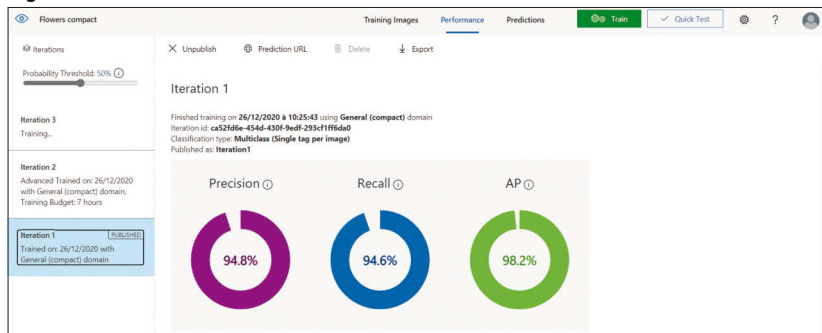 Flowers compact
Training Images Performance Predictions Train Quick Test ?
Iterations
Unpublish Prediction URL Delete Export
Probability Threshold: 50%
Iteration 1
Finished training on 26/12/2020 à 10:25:43 using General (compact) domain
Iteration id: ca52fd6e-454d-430f-9edf-293cf1ff6da0
Classification type: Multiclass (Single tag per image)
Published as: Iteration1
Iteration 3
Training...
Iteration 2
Advanced Trained on: 26/12/2020
with General (compact) domain,
Training Budget: 7 hours
Iteration 1 PUBLISHED
Trained on: 26/12/2020 with
General (compact) domain
Precision Recall AP
94.8% 94.6% 98.2%